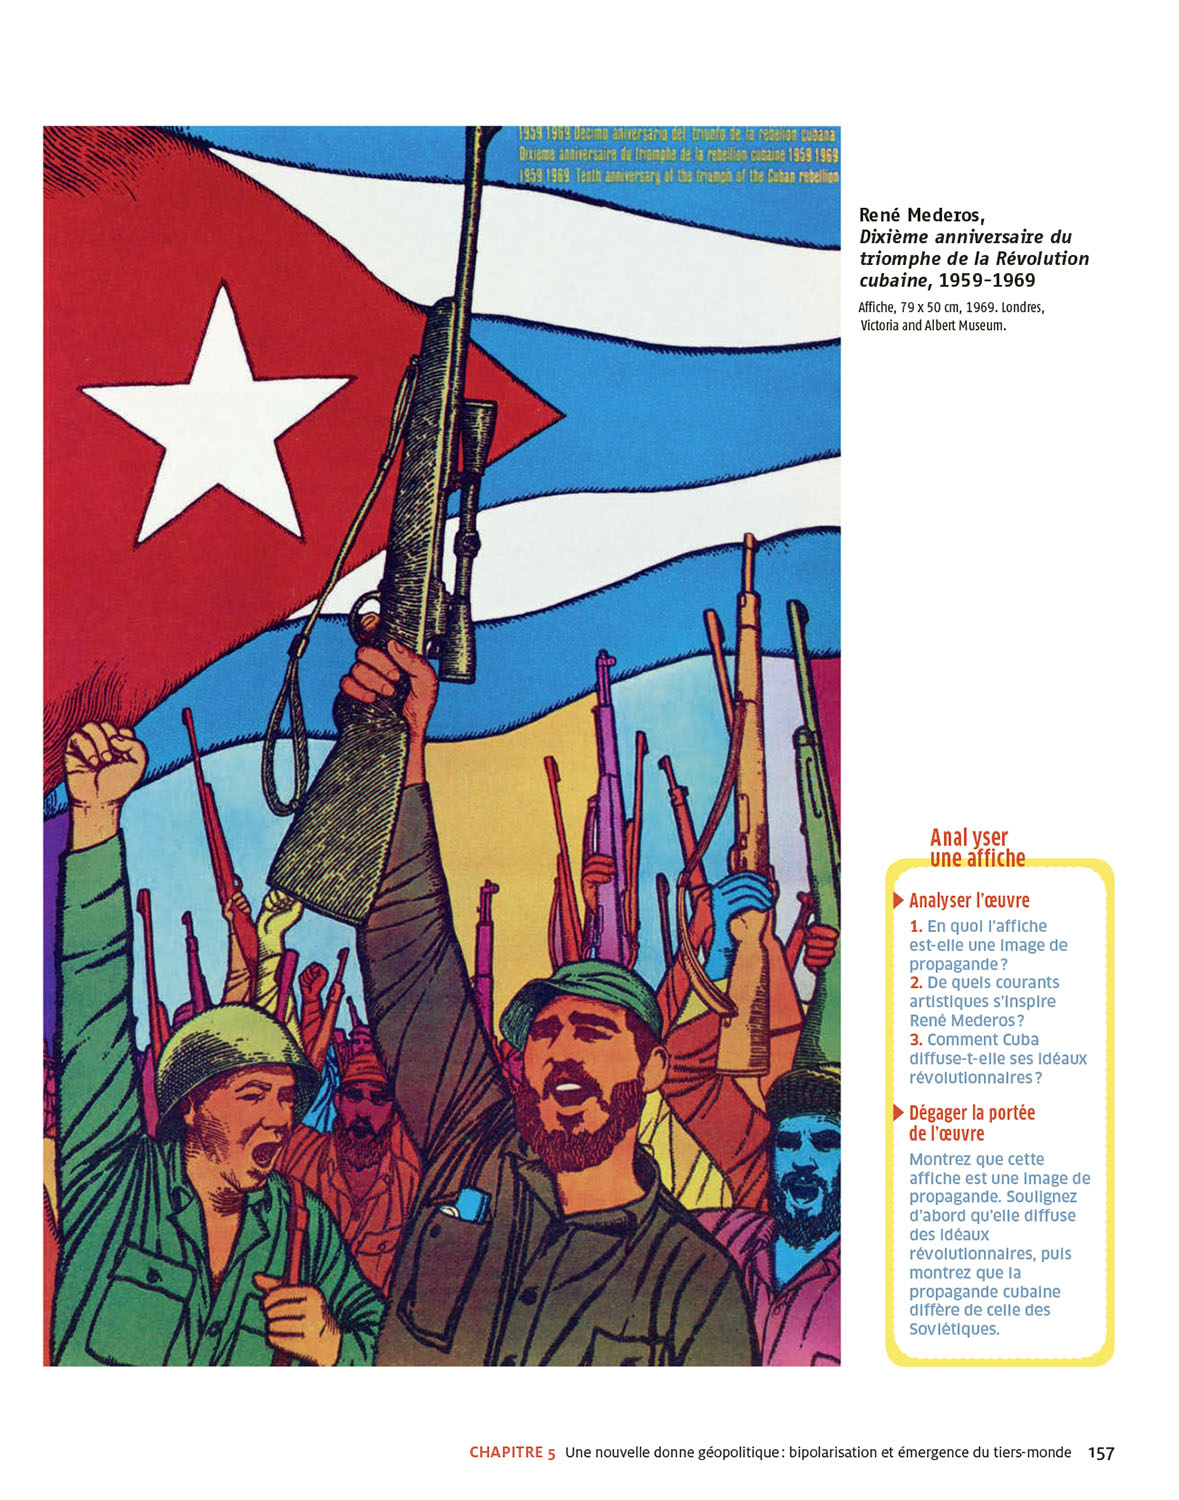 1959 1969 Decimo aniversario del triunfo de la rebelion cubana
Dixieme anniversaire du triomphe de la rebellion cubaine 1959 1969
1959 1969 Tenth anniversary of the triumph of the Cuban rebellion
René Mederos,
Dixième anniversaire du
triomphe de la Révolution
cubaine, 1959-1969
Affiche, 79 x 50 cm, 1969. Londres,
Victoria and Albert Museum.
Anal yser
une affiche
Analyser l'œuvre
1. En quoi l'affiche
est-elle une image de
propagande ?
2. De quels courants
artistiques s'inspire
René Mederos ?
3. Comment Cuba
diffuse-t-elle ses idéaux
révolutionnaires ?
Dégager la portée
de l'œuvre
Montrez que cette
affiche est une image de
propagande. Soulignez
d'abord qu'elle diffuse
des idéaux
révolutionnaires, puis
montrez que la
propagande cubaine
diffère de celle des
Soviétiques.
CHAPITRE 5 Une nouvelle donne géopolitique : bipolarisation et émergence du tiers-monde 157